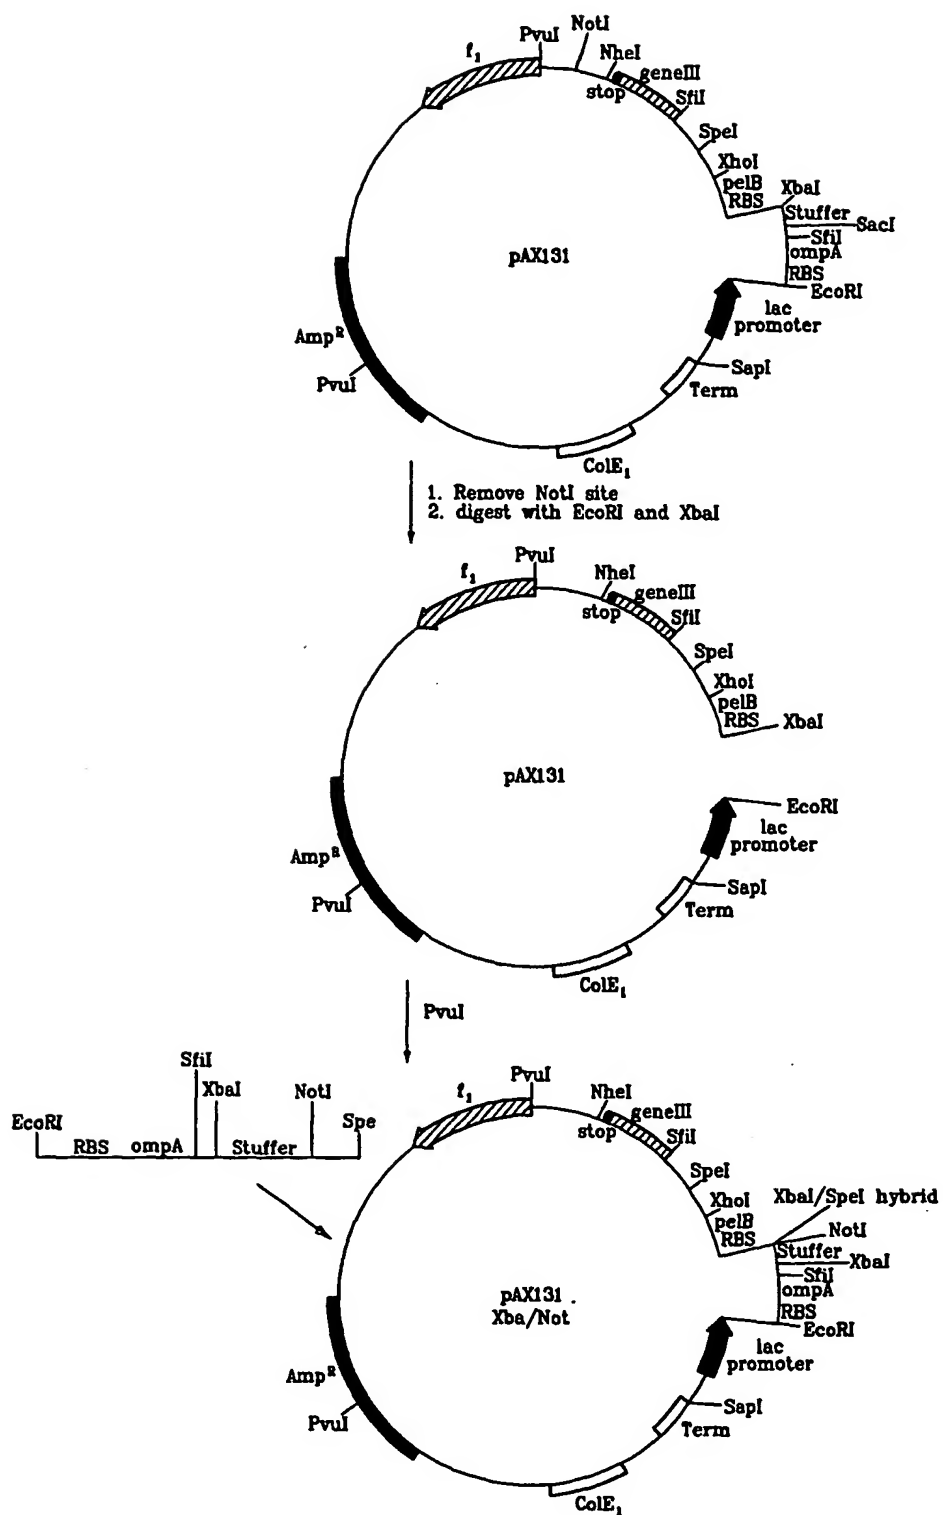 NotI
PvuI
f1
NheI
geneIII
stop
SfiI
SpeI
XhoI
pelB
RBS
XbaI
Stuffer
SacI
SfiI
ompA
RBS
EcoRI
pAX131
lac
promoter
Amp^R
PvuI
SapI
Term
ColE1
1. Remove NotI site
2. digest with EcoRI and XbaI
PvuI
f1
NheI
geneIII
stop
SfiI
SpeI
XhoI
pelB
RBS
XbaI
pAX131
EcoRI
lac
promoter
Amp^R
PvuI
SapI
Term
ColE1
PvuI
SfiI
XbaI
NotI
EcoRI
Spe
RBS ompA Stuffer
PvuI
f1
NheI
geneIII
stop
SfiI
SpeI
XhoI
pelB
RBS
XbaI/SpeI hybrid
NotI
Stuffer
XbaI
SfiI
ompA
RBS
EcoRI
pAX131
Xba/Not
lac
promoter
Amp^R
PvuI
SapI
Term
ColE1